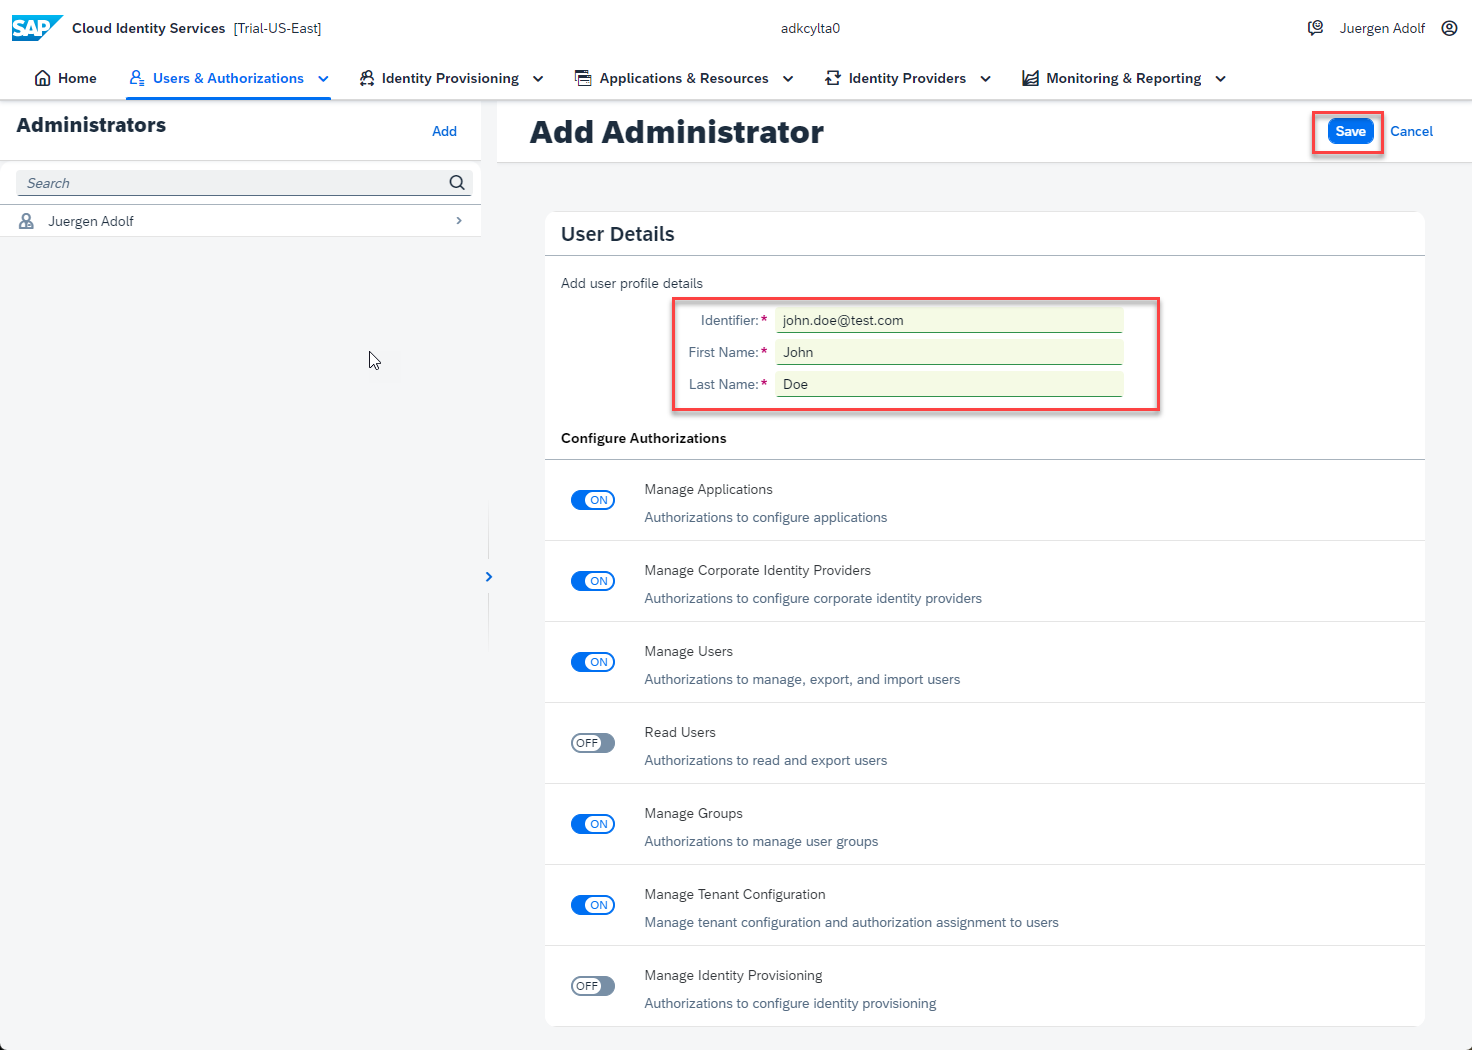 SAP Cloud Identity Services [Trial-US-East] adkcylta0 Juergen Adolf
Home Users & Authorizations Identity Provisioning Applications & Resources Identity Providers Monitoring & Reporting
Administrators
Add
Search
Juergen Adolf
Add Administrator
Save Cancel
User Details
Add user profile details
Identifier:* john.doe@test.com
First Name:* John
Last Name:* Doe
Configure Authorizations
ON Manage Applications
Authorizations to configure applications
ON Manage Corporate Identity Providers
Authorizations to configure corporate identity providers
ON Manage Users
Authorizations to manage, export, and import users
OFF Read Users
Authorizations to read and export users
ON Manage Groups
Authorizations to manage user groups
ON Manage Tenant Configuration
Manage tenant configuration and authorization assignment to users
OFF Manage Identity Provisioning
Authorizations to configure identity provisioning